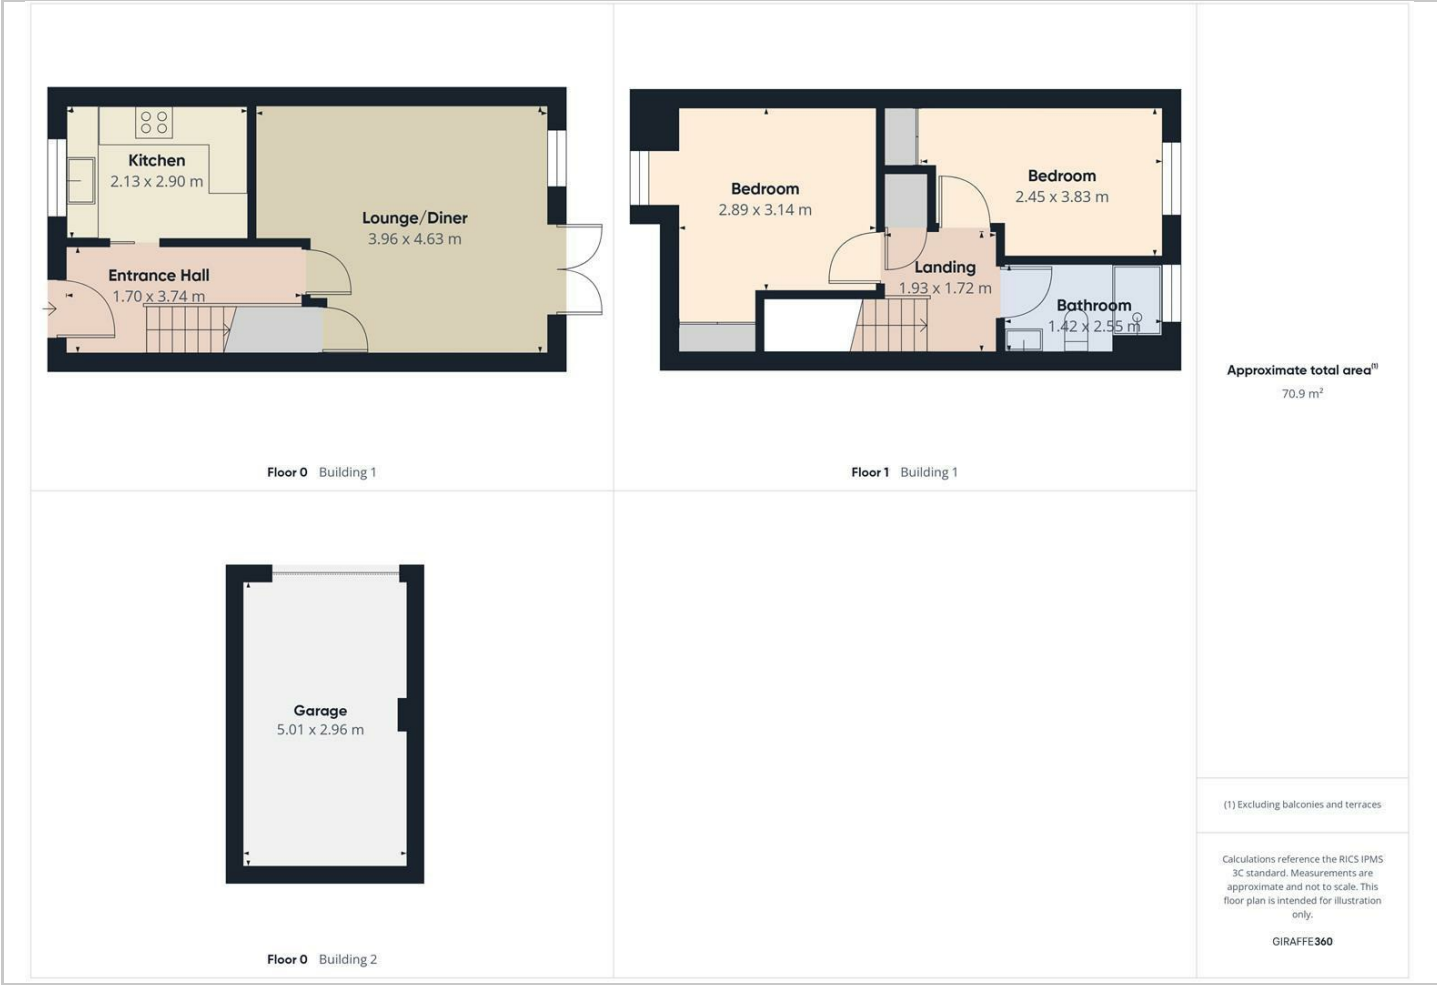 Kitchen
2.13 x 2.90 m
Lounge/Diner
3.96 x 4.63 m
Entrance Hall
1.70 x 3.74 m
Floor 0 Building 1
Bedroom
2.89 x 3.14 m
Bedroom
2.45 x 3.83 m
Landing
1.93 x 1.72 m
Bathroom
1.42 x 2.55 m
Floor 1 Building 1
Garage
5.01 x 2.96 m
Floor 0 Building 2
Approximate total area⁽¹⁾
70.9 m²
(1) Excluding balconies and terraces
Calculations reference the RICS IPMS
3C standard. Measurements are
approximate and not to scale. This
floor plan is intended for illustration
only.
GIRAFFE360